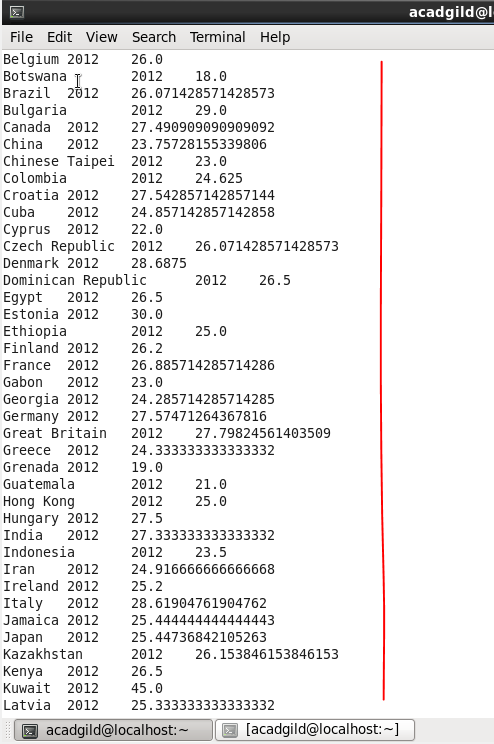 acadgild@l
File Edit View Search Terminal Help
Belgium 2012 26.0
Botswana 2012 18.0
Brazil 2012 26.071428571428573
Bulgaria 2012 29.0
Canada 2012 27.490909090909092
China 2012 23.75728155339806
Chinese Taipei 2012 23.0
Colombia 2012 24.625
Croatia 2012 27.542857142857144
Cuba 2012 24.857142857142858
Cyprus 2012 22.0
Czech Republic 2012 26.071428571428573
Denmark 2012 28.6875
Dominican Republic 2012 26.5
Egypt 2012 26.5
Estonia 2012 30.0
Ethiopia 2012 25.0
Finland 2012 26.2
France 2012 26.885714285714286
Gabon 2012 23.0
Georgia 2012 24.285714285714285
Germany 2012 27.57471264367816
Great Britain 2012 27.79824561403509
Greece 2012 24.333333333333332
Grenada 2012 19.0
Guatemala 2012 21.0
Hong Kong 2012 25.0
Hungary 2012 27.5
India 2012 27.333333333333332
Indonesia 2012 23.5
Iran 2012 24.916666666666668
Ireland 2012 25.2
Italy 2012 28.61904761904762
Jamaica 2012 25.444444444444443
Japan 2012 25.44736842105263
Kazakhstan 2012 26.153846153846153
Kenya 2012 26.5
Kuwait 2012 45.0
Latvia 2012 25.333333333333332
acadgild@localhost:~ [acadgild@localhost:~]